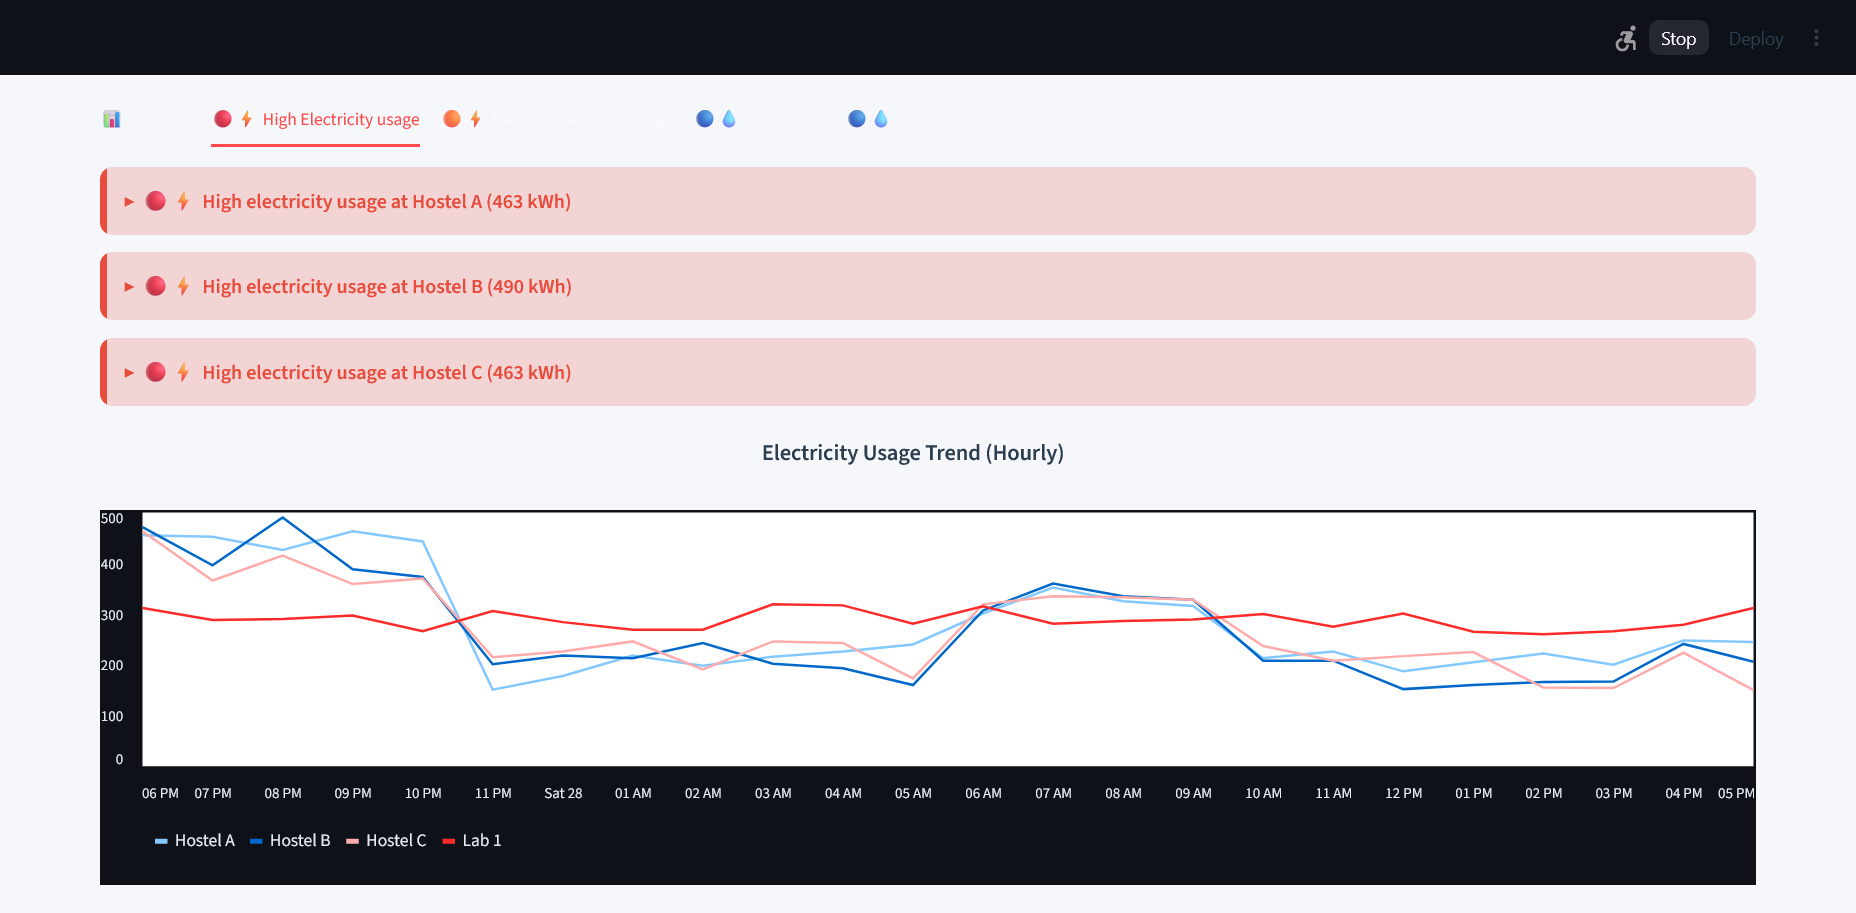 Stop Deploy
High Electricity usage
High electricity usage at Hostel A (463 kWh)
High electricity usage at Hostel B (490 kWh)
High electricity usage at Hostel C (463 kWh)
Electricity Usage Trend (Hourly)
500
400
300
200
100
0
06 PM 07 PM 08 PM 09 PM 10 PM 11 PM Sat 28 01 AM 02 AM 03 AM 04 AM 05 AM 06 AM 07 AM 08 AM 09 AM 10 AM 11 AM 12 PM 01 PM 02 PM 03 PM 04 PM 05 PM
Hostel A Hostel B Hostel C Lab 1